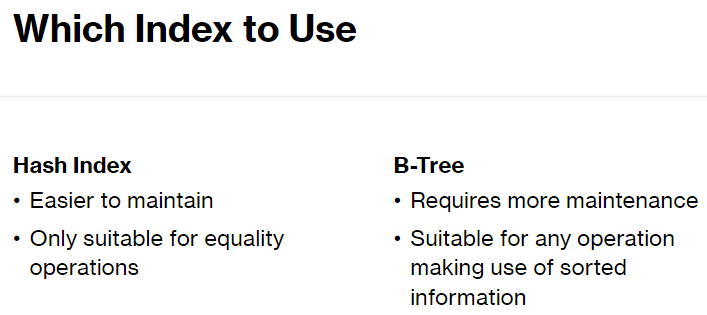 Which Index to Use
Hash Index
• Easier to maintain
• Only suitable for equality
operations
B-Tree
• Requires more maintenance
• Suitable for any operation
making use of sorted
information